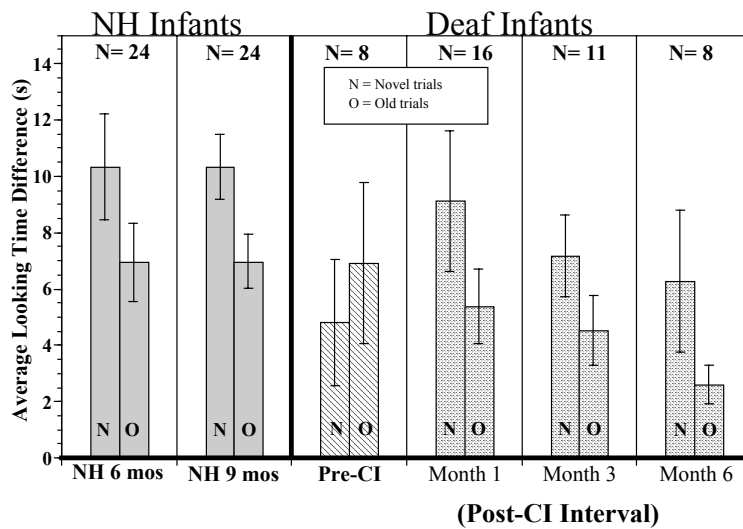 NH Infants Deaf Infants
N= 24 N= 24 N= 8 N= 16 N= 11 N= 8
N = Novel trials
O = Old trials
Average Looking Time Difference (s)
14
12
10
8
6
4
2
0
N O N O N O N O N O N O
NH 6 mos NH 9 mos Pre-CI Month 1 Month 3 Month 6
(Post-CI Interval)